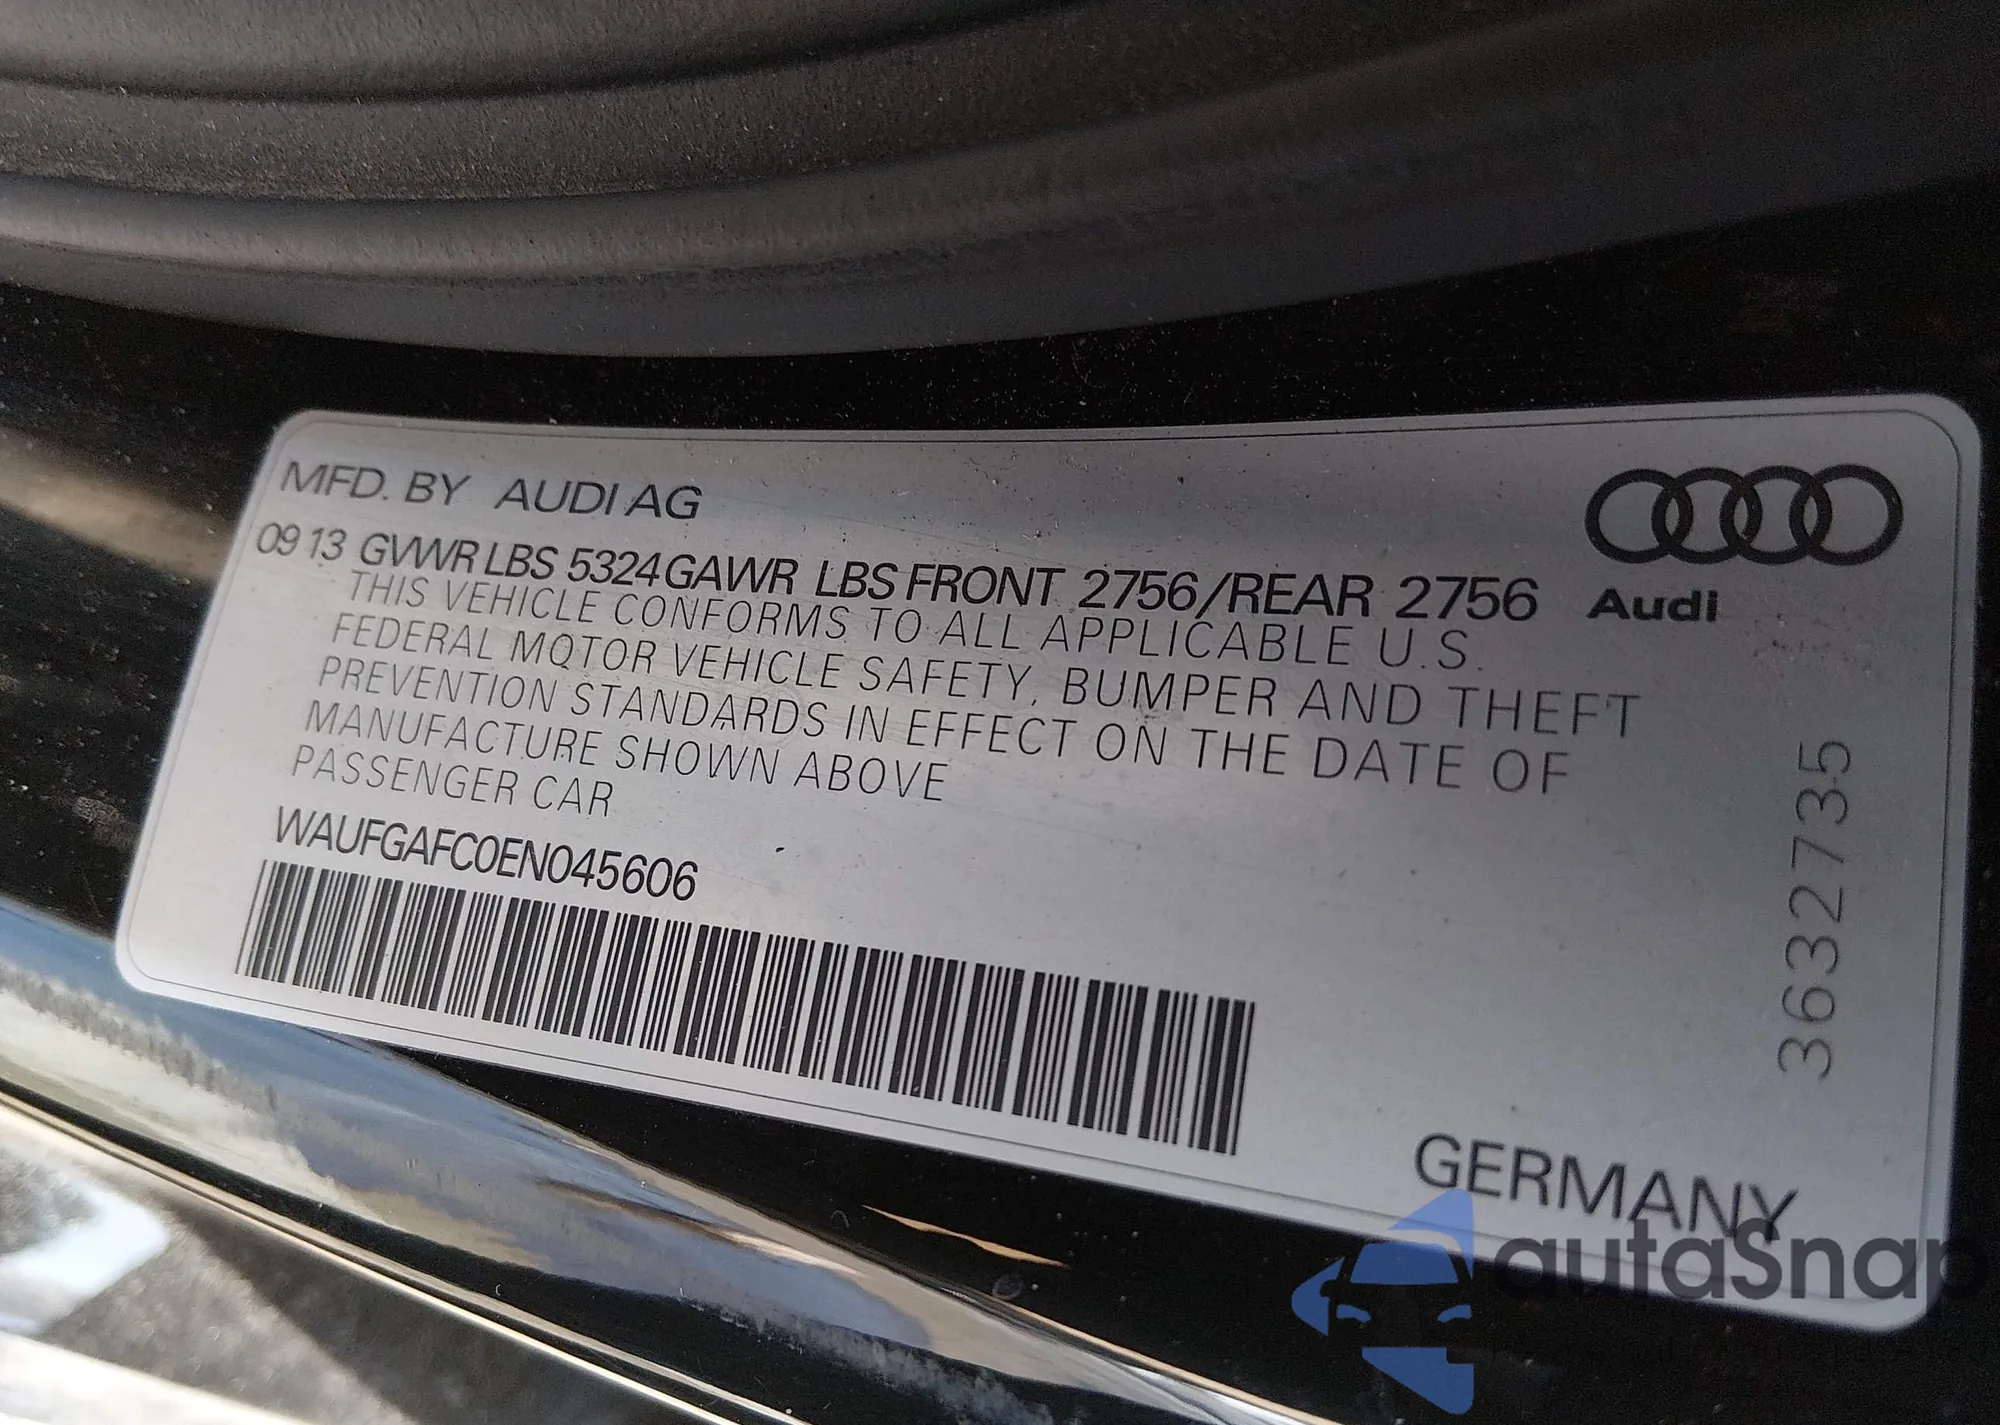 MFD. BY AUDI AG
09 13 GVWR LBS 5324 GAWR LBS FRONT 2756/REAR 2756
Audi
THIS VEHICLE CONFORMS TO ALL APPLICABLE U.S.
FEDERAL MOTOR VEHICLE SAFETY, BUMPER AND THEFT
PREVENTION STANDARDS IN EFFECT ON THE DATE OF
MANUFACTURE SHOWN ABOVE
PASSENGER CAR
WAUFGAFC0EN045606
3632735
GERMANY
autaSnap